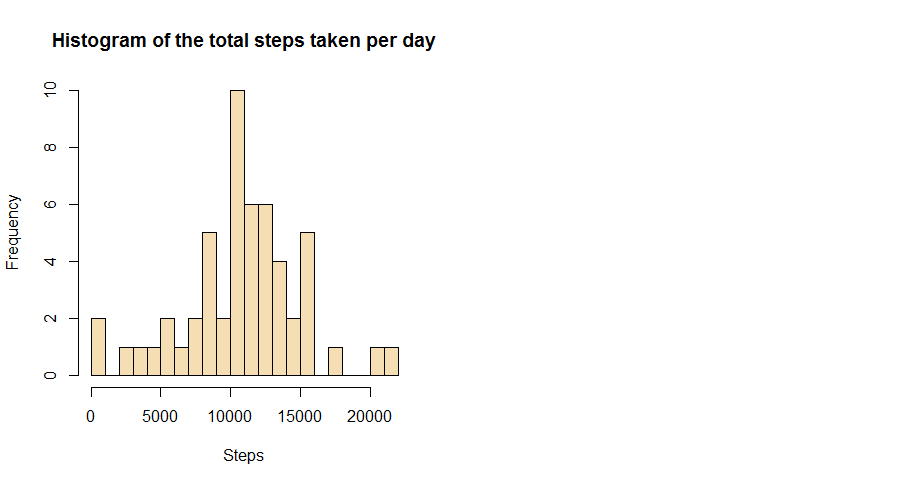 Histogram of the total steps taken per day
Frequency
10
8
6
4
2
0
0 5000 10000 15000 20000
Steps